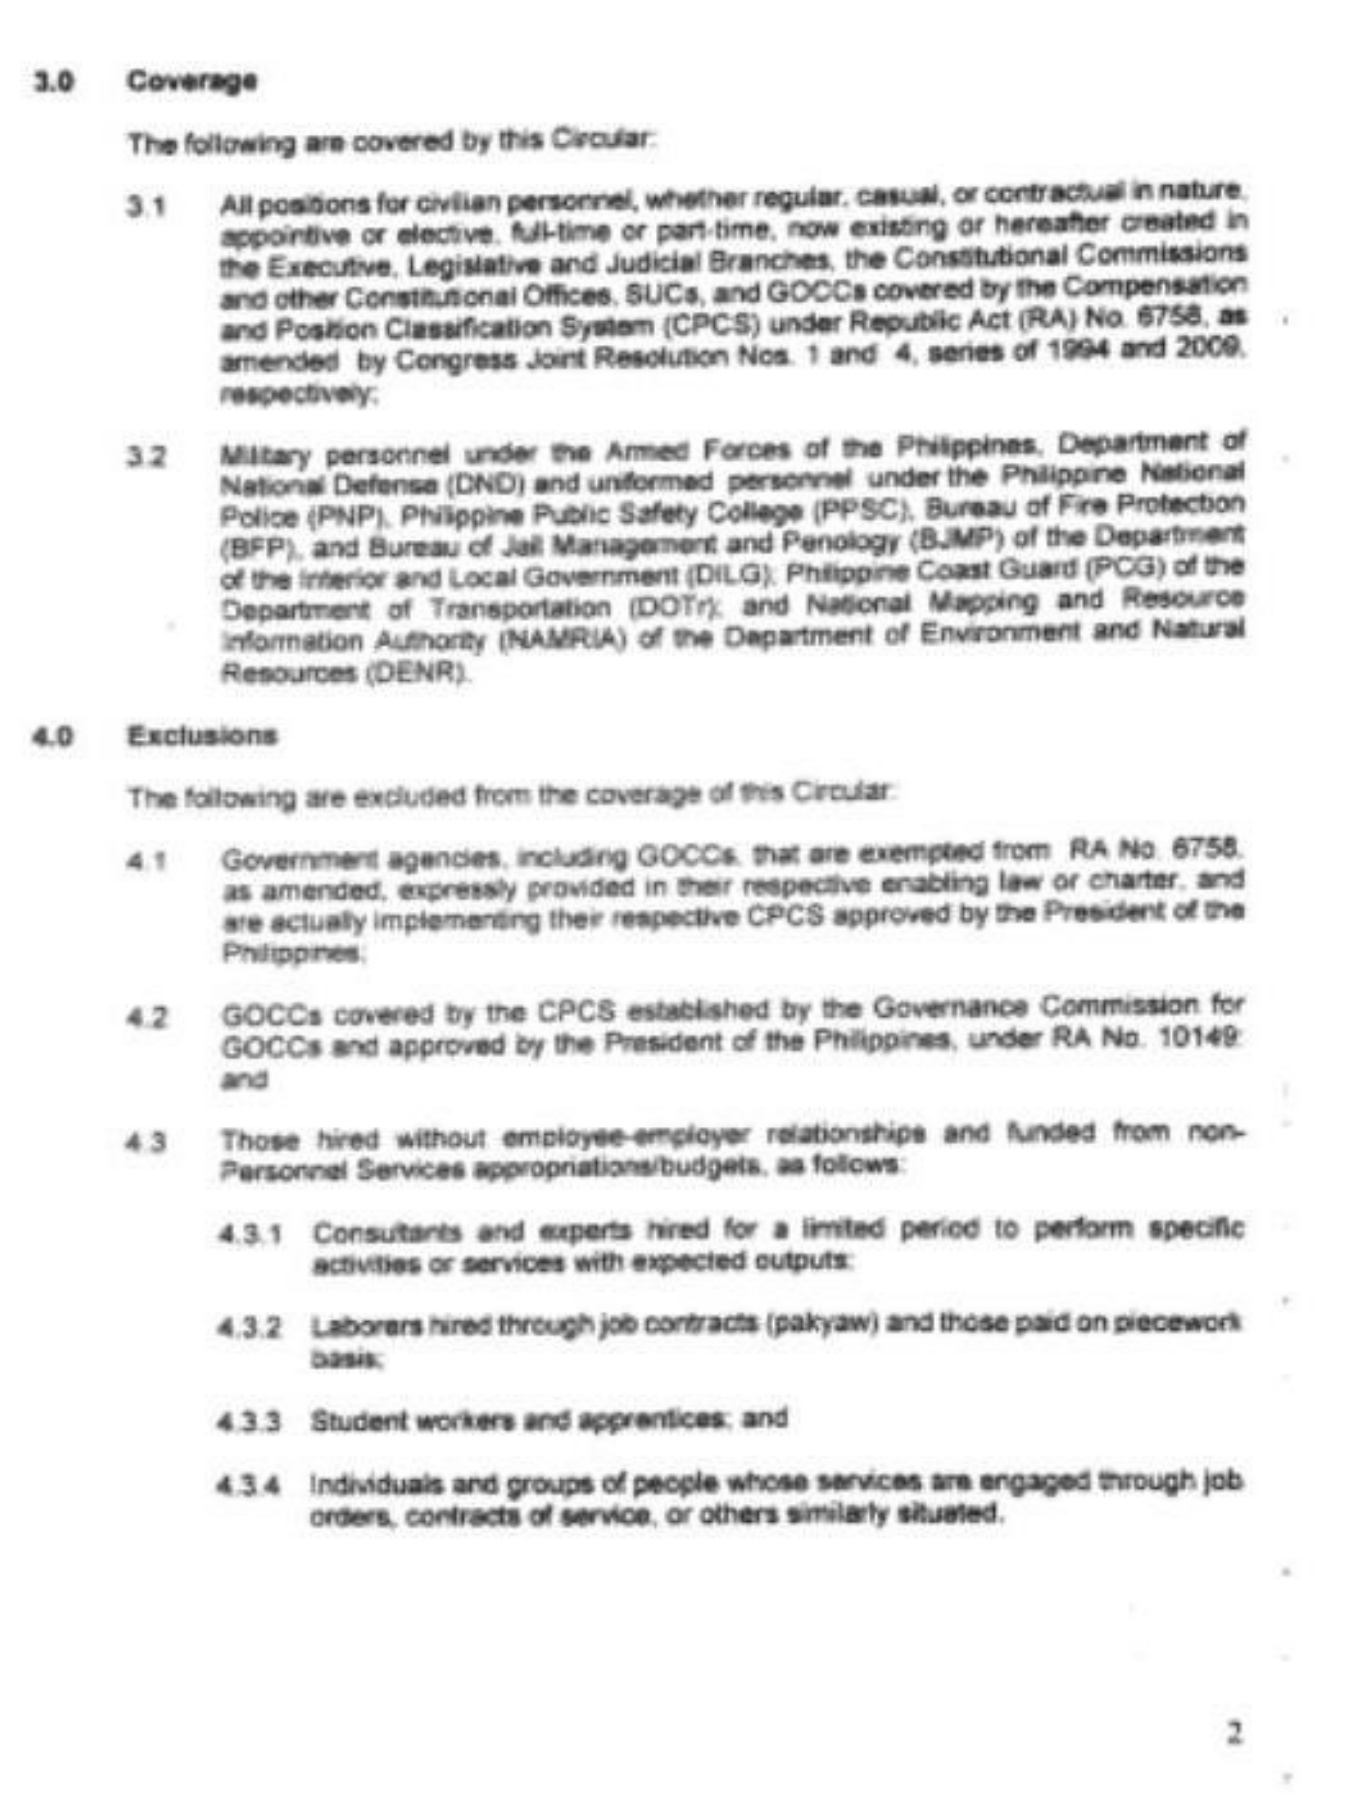 3.0 Coverage
The following are covered by this Circular:
3.1 All positions for civilian personnel, whether regular, casual, or contractual in nature,
appointive or elective, full-time or part-time, now existing or hereafter created in
the Executive, Legislative and Judicial Branches, the Constitutional Commissions
and other Constitutional Offices, SUCs, and GOCCs covered by the Compensation
and Position Classification System (CPCS) under Republic Act (RA) No. 6758, as
amended by Congress Joint Resolution Nos. 1 and 4, series of 1994 and 2009,
respectively;
3.2 Military personnel under the Armed Forces of the Philippines, Department of
National Defense (DND) and uniformed personnel under the Philippine National
Police (PNP), Philippine Public Safety College (PPSC), Bureau of Fire Protection
(BFP), and Bureau of Jail Management and Penology (BJMP) of the Department
of the Interior and Local Government (DILG); Philippine Coast Guard (PCG) of the
Department of Transportation (DOTr); and National Mapping and Resource
Information Authority (NAMRIA) of the Department of Environment and Natural
Resources (DENR).
4.0 Exclusions
The following are excluded from the coverage of this Circular:
4.1 Government agencies, including GOCCs, that are exempted from RA No. 6758,
as amended, expressly provided in their respective enabling law or charter, and
are actually implementing their respective CPCS approved by the President of the
Philippines;
4.2 GOCCs covered by the CPCS established by the Governance Commission for
GOCCs and approved by the President of the Philippines, under RA No. 10149;
and
4.3 Those hired without employee-employer relationships and funded from non-
Personnel Services appropriations/budgets, as follows:
4.3.1 Consultants and experts hired for a limited period to perform specific
activities or services with expected outputs;
4.3.2 Laborers hired through job contracts (pakyaw) and those paid on piecework
basis;
4.3.3 Student workers and apprentices; and
4.3.4 Individuals and groups of people whose services are engaged through job
orders, contracts of service, or others similarly situated.
2